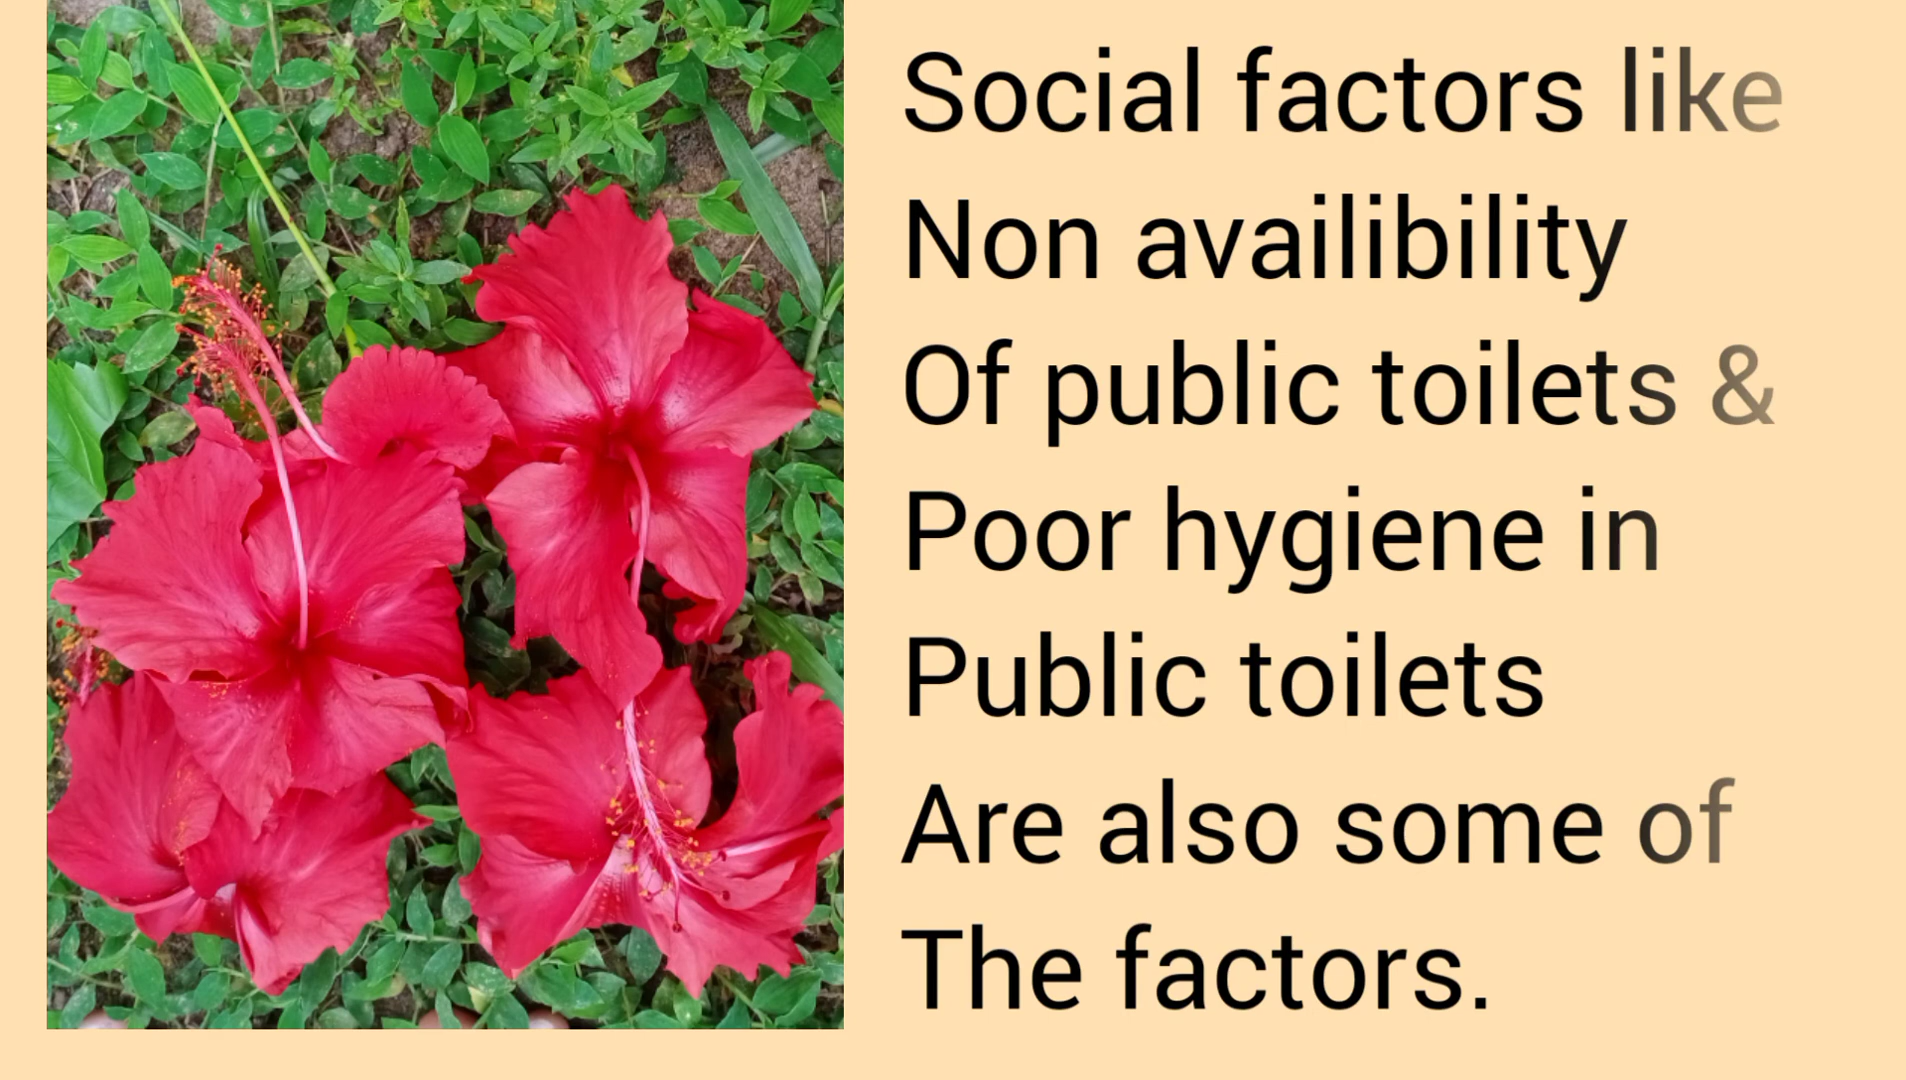 Social factors like
Non availibility
Of public toilets &
Poor hygiene in
Public toilets
Are also some of
The factors.